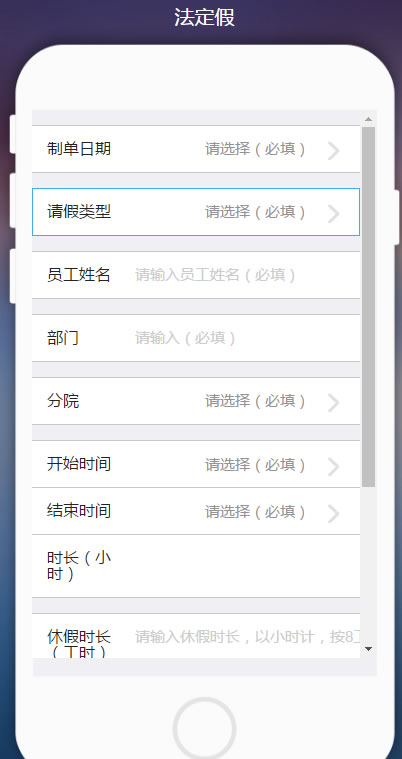 法定假
制单日期 请选择（必填）
请假类型 请选择（必填）
员工姓名 请输入员工姓名（必填）
部门 请输入（必填）
分院 请选择（必填）
开始时间 请选择（必填）
结束时间 请选择（必填）
时长（小
时）
休假时长 请输入休假时长，以小时计，按8工
（工时）